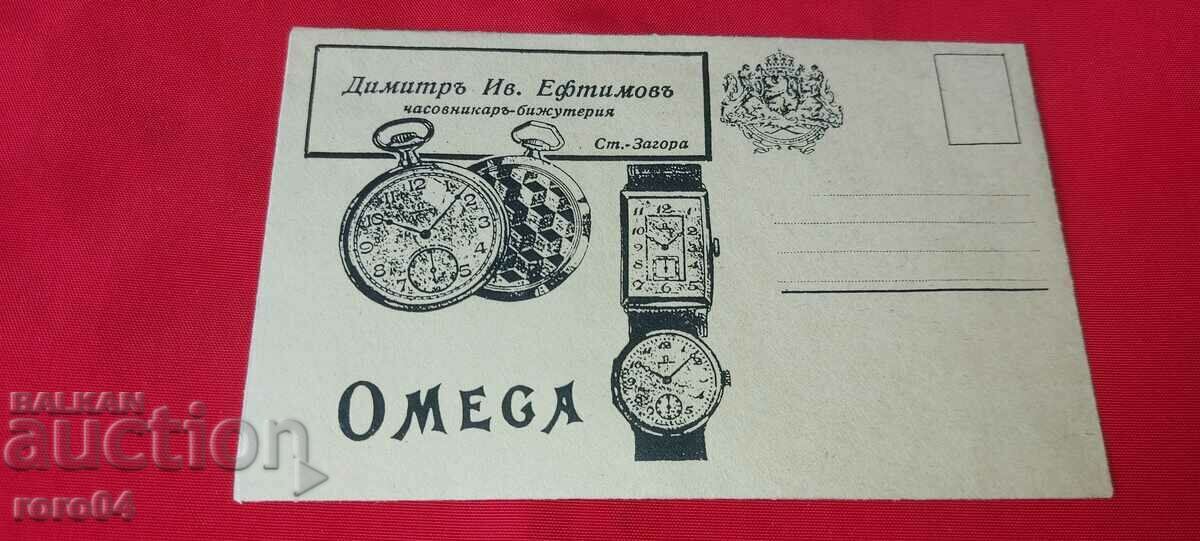 Димитръ Ив. Ефтимовъ
часовникаръ-бижутерия
Ст.-Загора
OMEGA
BALKAN
auction
roro04